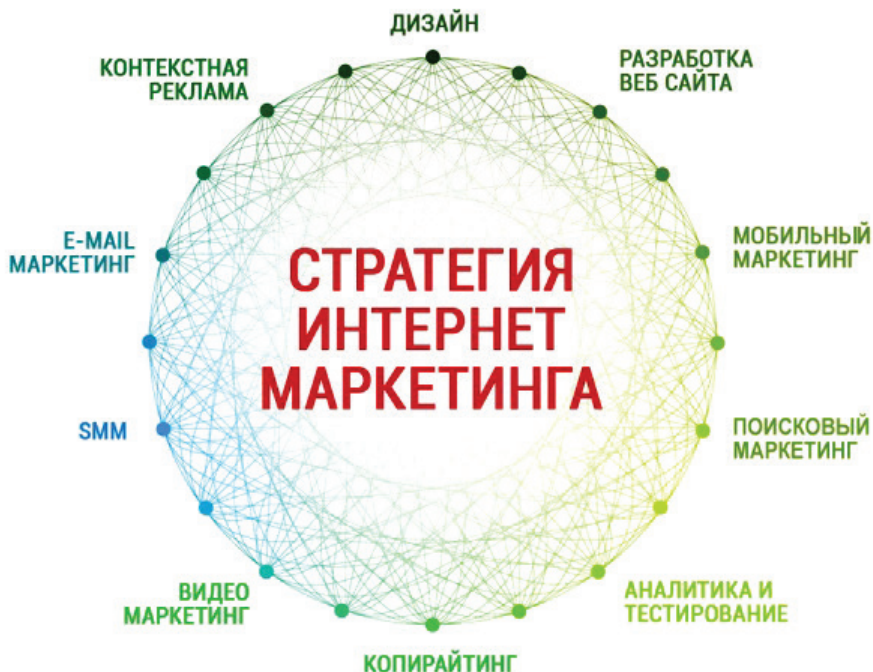 ДИЗАЙН
РАЗРАБОТКА
ВЕБ САЙТА
МОБИЛЬНЫЙ
МАРКЕТИНГ
ПОИСКОВЫЙ
МАРКЕТИНГ
АНАЛИТИКА И
ТЕСТИРОВАНИЕ
КОПИРАЙТИНГ
ВИДЕО
МАРКЕТИНГ
SMM
E-MAIL
МАРКЕТИНГ
КОНТЕКСТНАЯ
РЕКЛАМА
СТРАТЕГИЯ
ИНТЕРНЕТ
МАРКЕТИНГА